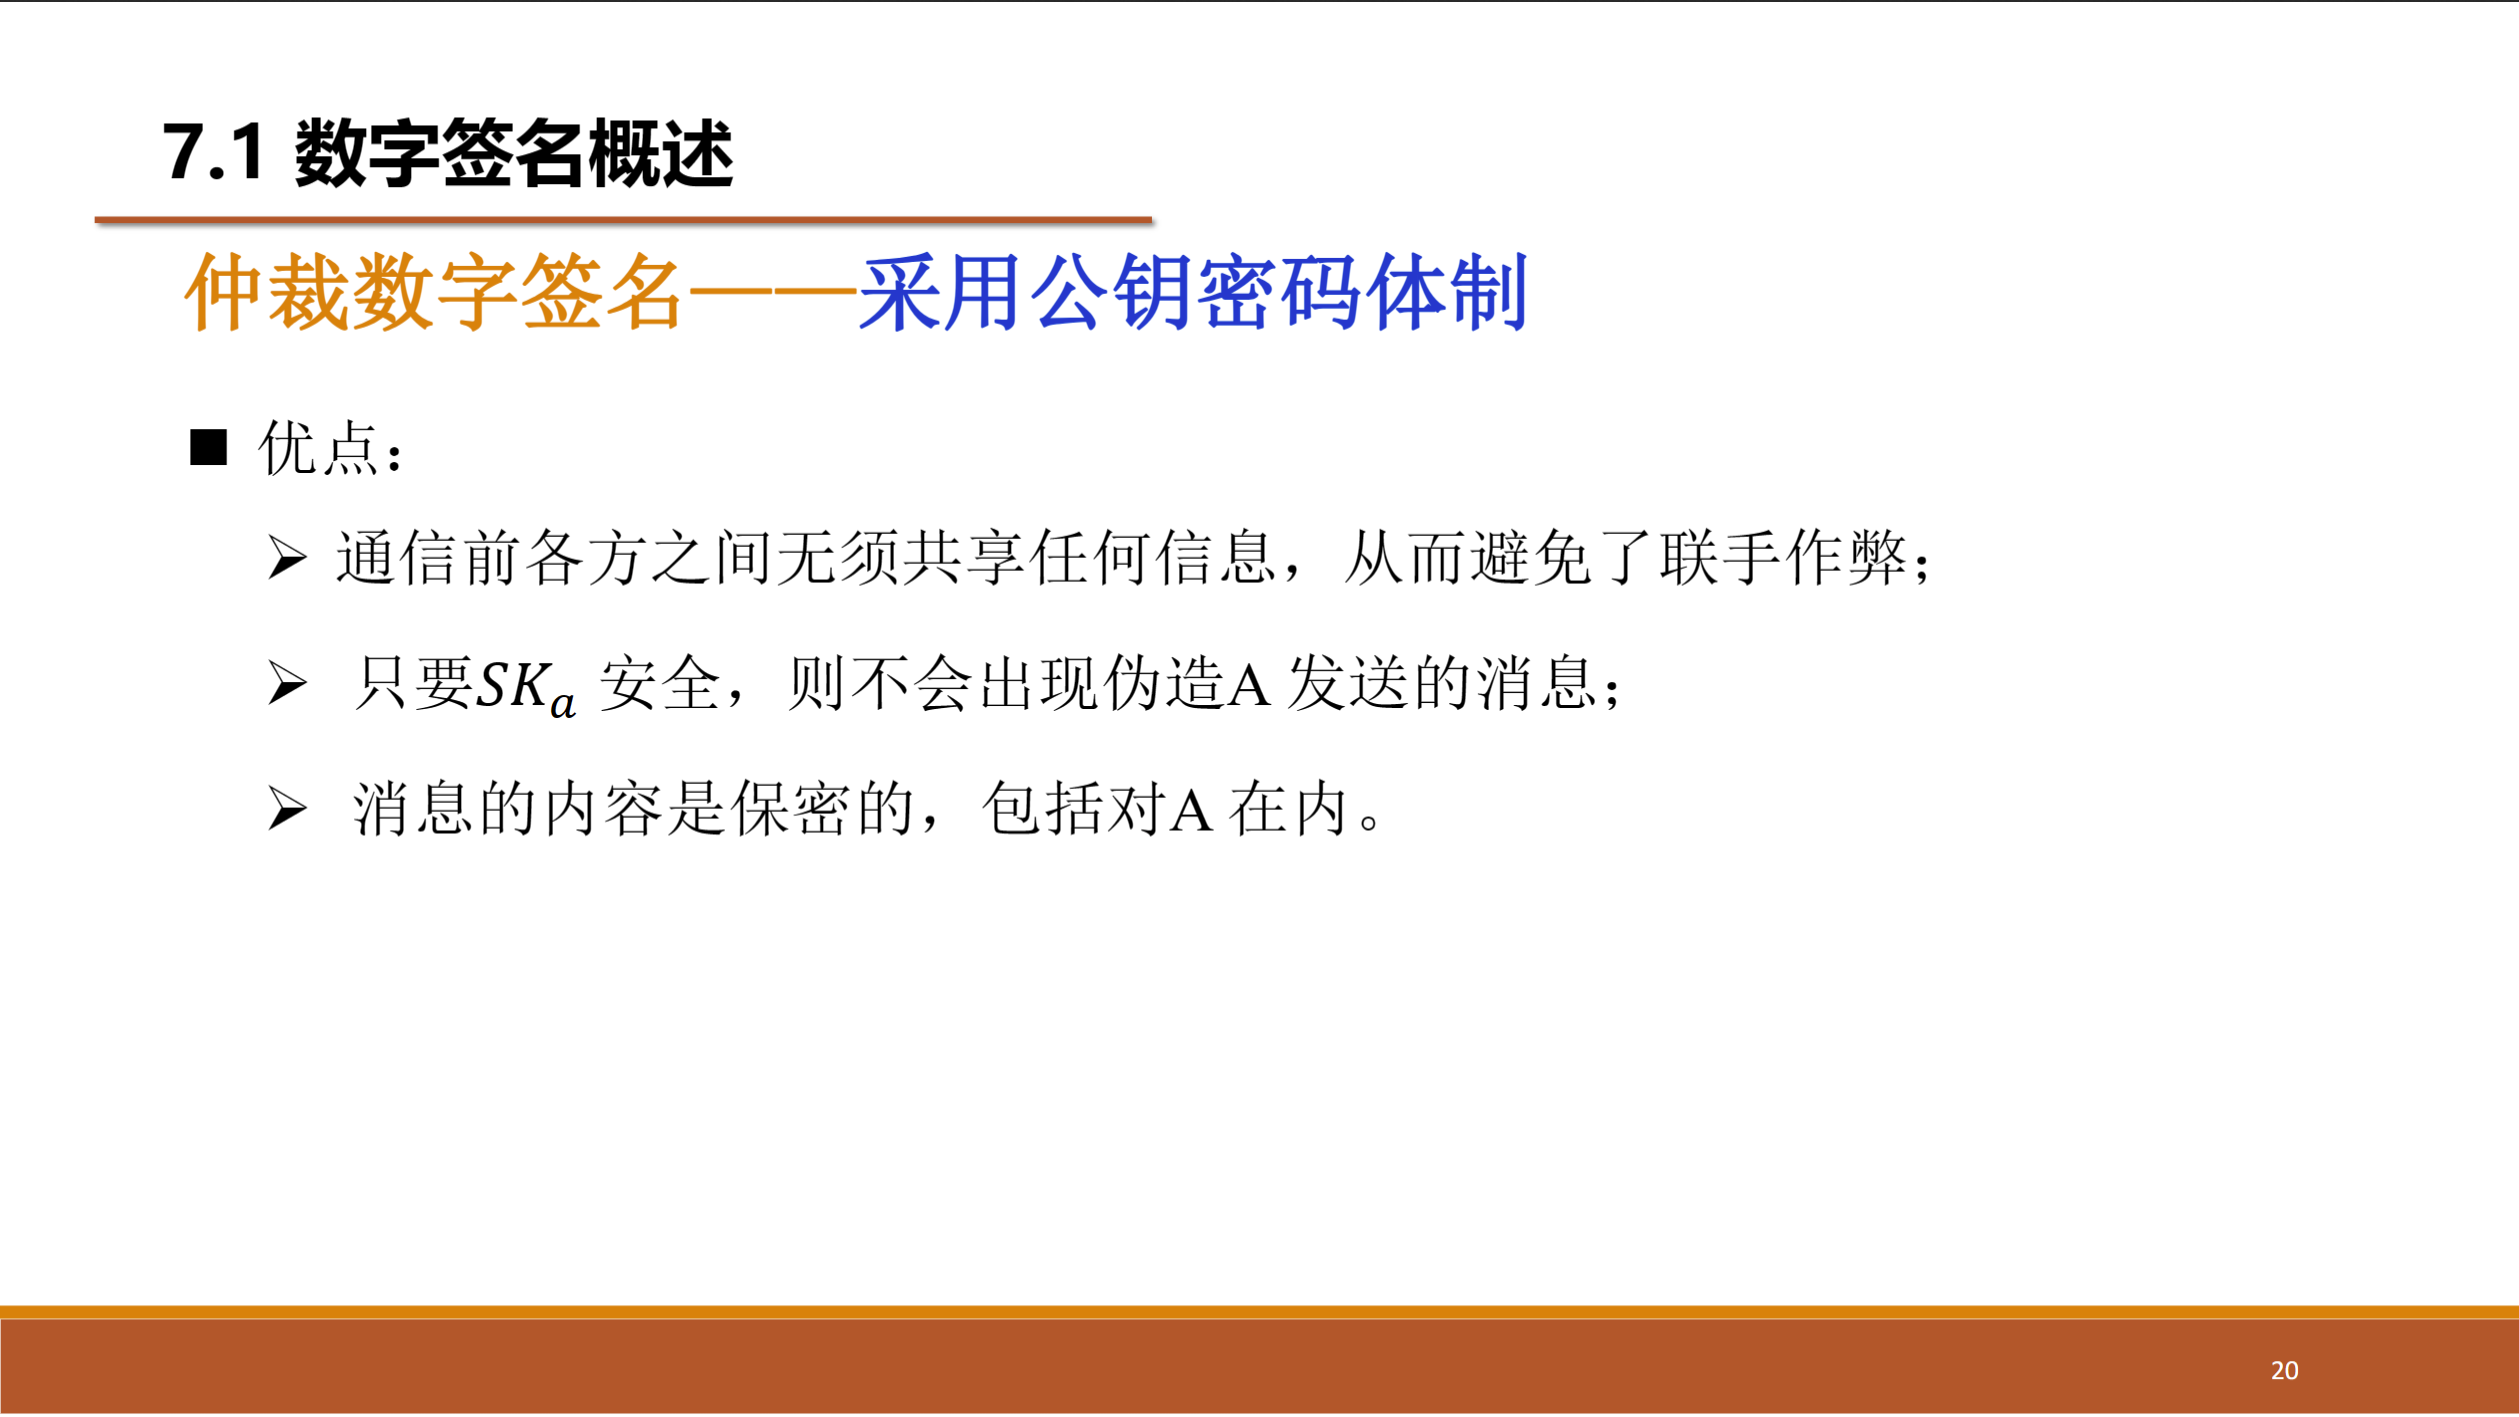 7.1 数字签名概述
仲裁数字签名——采用公钥密码体制
■ 优点：
➢ 通信前各方之间无须共享任何信息，从而避免了联手作弊；
➢ 只要SKₐ 安全，则不会出现伪造A 发送的消息；
➢ 消息的内容是保密的，包括对A 在内。
20